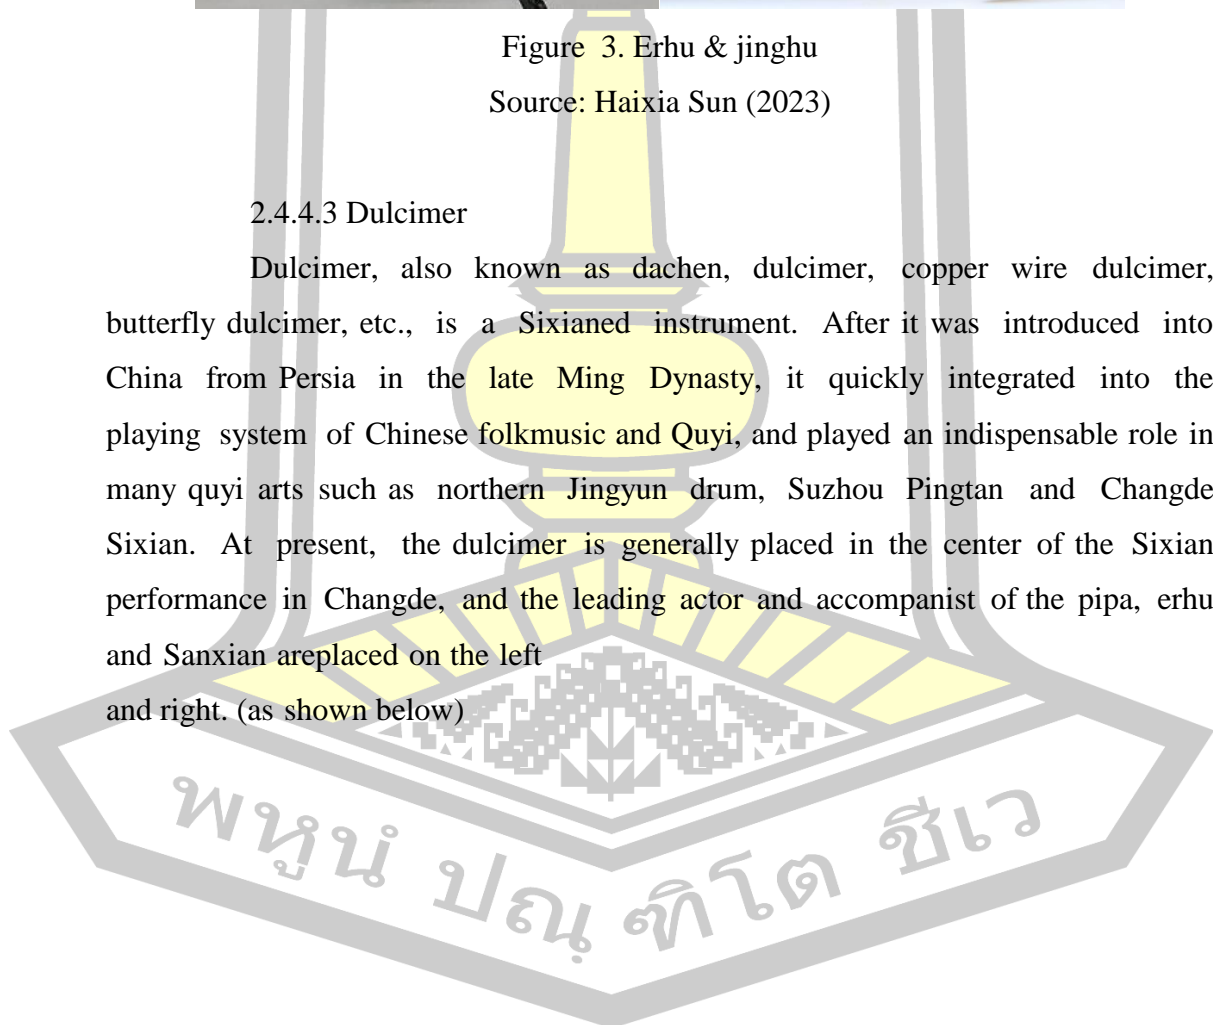 Figure 3. Erhu & jinghu
Source: Haixia Sun (2023)
2.4.4.3 Dulcimer
Dulcimer, also known as dachen, dulcimer, copper wire dulcimer,
butterfly dulcimer, etc., is a Sixianed instrument. After it was introduced into
China from Persia in the late Ming Dynasty, it quickly integrated into the
playing system of Chinese folkmusic and Quyi, and played an indispensable role in
many quyi arts such as northern Jingyun drum, Suzhou Pingtan and Changde
Sixian. At present, the dulcimer is generally placed in the center of the Sixian
performance in Changde, and the leading actor and accompanist of the pipa, erhu
and Sanxian areplaced on the left
and right. (as shown below)
พหูนํ ปณฺฑิโต ชีเว